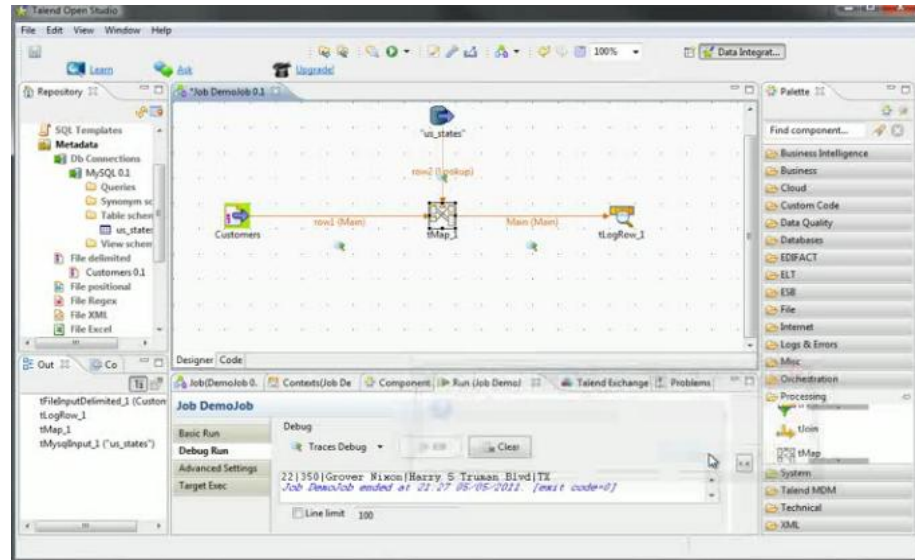 Talend Open Studio
File Edit View Window Help
100%
Data Integrat...
Learn
Ask
Upgrade!
Repository
*Job DemoJob 0.1
Palette
SQL Templates
Metadata
Db Connections
MySQL 0.1
Queries
Synonym sc
Table schem
us_states
View schem
File delimited
Customers 0.1
File positional
File Regex
File XML
File Excel
"us_states"
row2 (Lookup)
Customers
row1 (Main)
tMap_1
Main (Main)
tLogRow_1
Designer Code
Find component...
Business Intelligence
Business
Cloud
Custom Code
Data Quality
Databases
EDIFACT
ELT
ESB
File
Internet
Logs & Errors
Misc
Orchestration
Processing
tJoin
tMap
System
Talend MDM
Technical
XML
Out
Co
tFileInputDelimited_1 (Custon
tLogRow_1
tMap_1
tMysqlInput_1 ("us_states")
Job(DemoJob 0.
Contexts(Job De
Component
Run (Job Demo)
Talend Exchange
Problems
Job DemoJob
Basic Run
Debug Run
Advanced Settings
Target Exec
Debug
Traces Debug
Clear
22|350|Grover Nixon|Harry S Truman Blvd|TX
Job DemoJob ended at 21:27 05/05/2011. [exit code=0]
Line limit 100